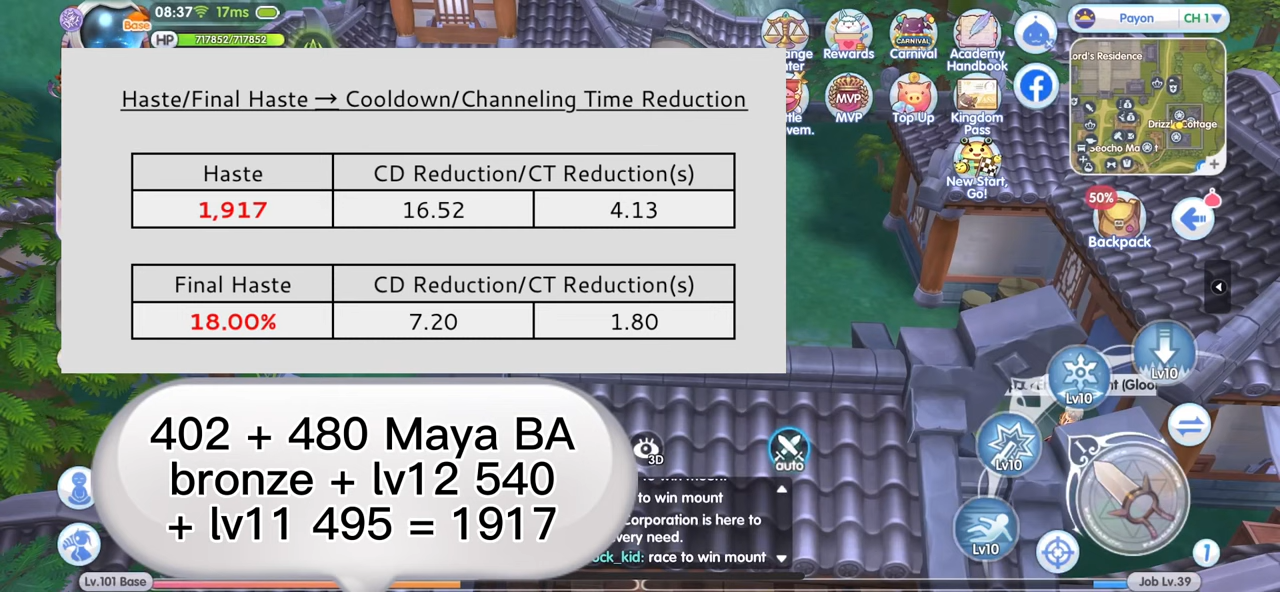 08:37 17ms
Base
HP 717852/717852
Haste/Final Haste → Cooldown/Channeling Time Reduction
Haste CD Reduction/CT Reduction(s)
1,917 16.52 4.13
Final Haste CD Reduction/CT Reduction(s)
18.00% 7.20 1.80
402 + 480 Maya BA
bronze + lv12 540
+ lv11 495 = 1917
Rewards
CARNIVAL
Carnival
Academy
Handbook
MVP
MVP
Top Up
Kingdom
Pass
New Start,
Go!
Payon CH 1
50%
Backpack
3D
auto
to win mount
Corporation is here to
race to win mount
Lv10
Lv10
Lv10
Lv10
1
Lv.101 Base
Job Lv.39